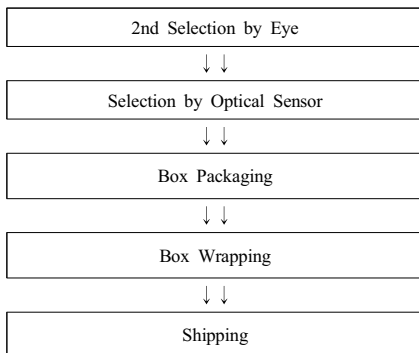 2nd Selection by Eye
↓ ↓
Selection by Optical Sensor
↓ ↓
Box Packaging
↓ ↓
Box Wrapping
↓ ↓
Shipping